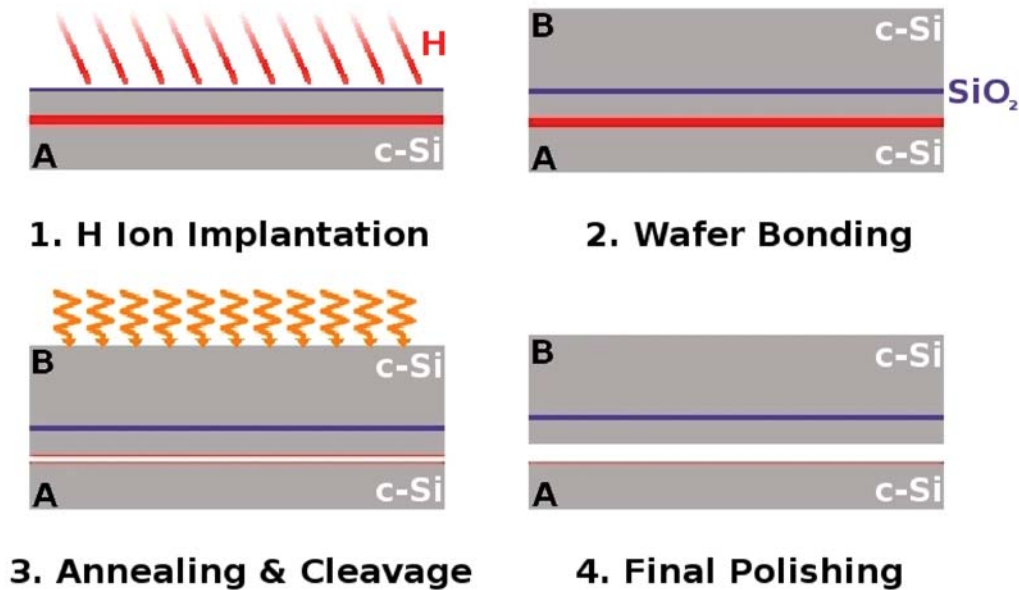 H
A
c-Si
1. H Ion Implantation
B
c-Si
SiO₂
A
c-Si
2. Wafer Bonding
B
c-Si
A
c-Si
3. Annealing & Cleavage
B
c-Si
A
c-Si
4. Final Polishing